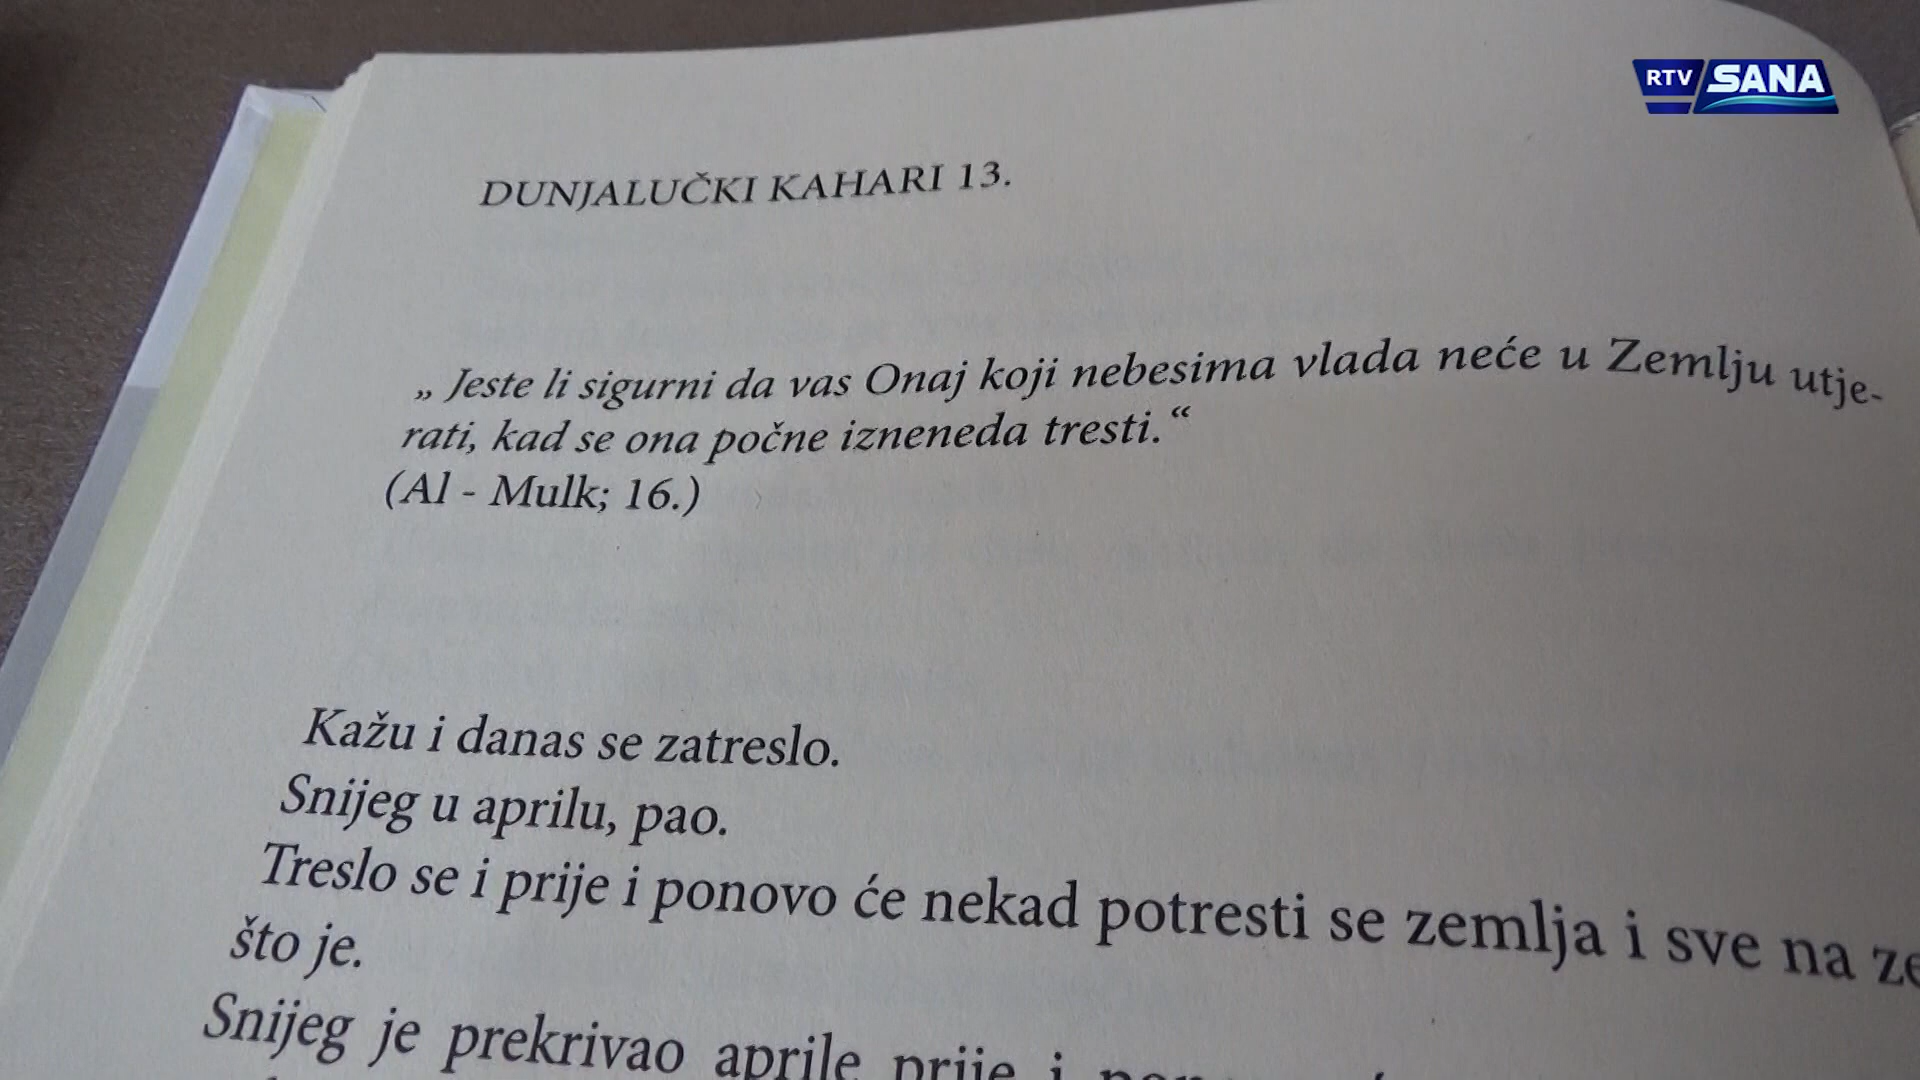 RTV SANA
DUNJALUČKI KAHARI 13.
„ Jeste li sigurni da vas Onaj koji nebesima vlada neće u Zemlju utje-
rati, kad se ona počne izneneda tresti.“
(Al - Mulk; 16.)
Kažu i danas se zatreslo.
Snijeg u aprilu, pao.
Treslo se i prije i ponovo će nekad potresti se zemlja i sve na
što je.
Snijeg je prekrivao aprile prije i